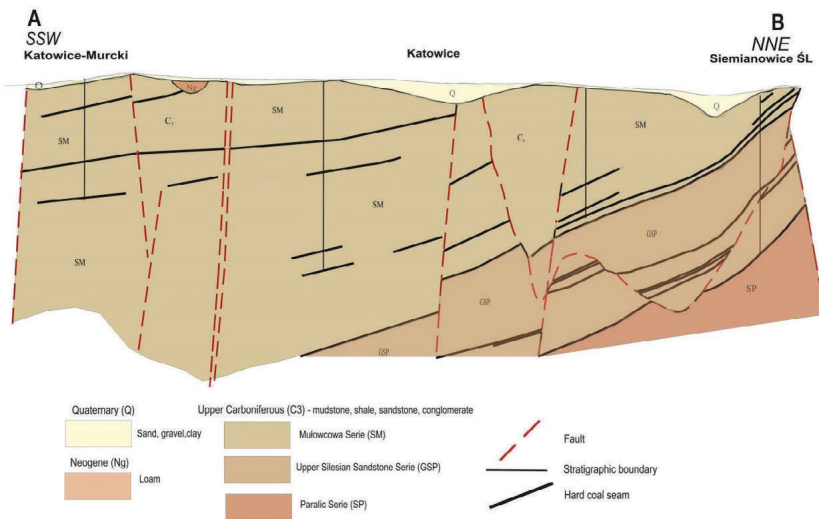 A
SSW
Katowice-Murcki
Katowice
B
NNE
Siemianowice ŚL
Q
Ng
Q
Q
SM
C₃
SM
C₃
SM
SM
SM
GSP
GSP
GSP
SP
Quaternary (Q)
Sand, gravel,clay
Neogene (Ng)
Loam
Upper Carboniferous (C3) - mudstone, shale, sandstone, conglomerate
Mułowcowa Serie (SM)
Upper Silesian Sandstone Serie (GSP)
Paralic Serie (SP)
Fault
Stratigraphic boundary
Hard coal seam